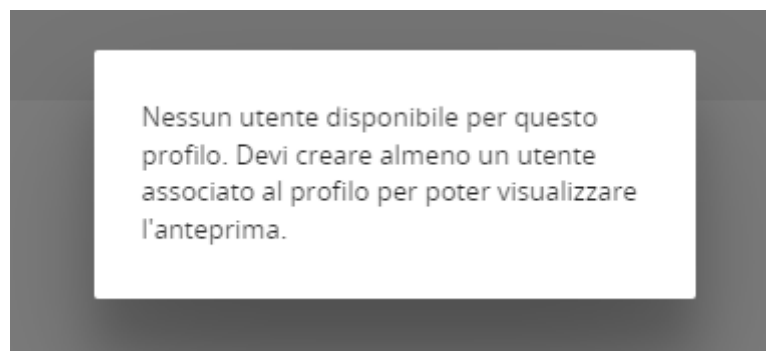 Nessun utente disponibile per questo
profilo. Devi creare almeno un utente
associato al profilo per poter visualizzare
l'anteprima.